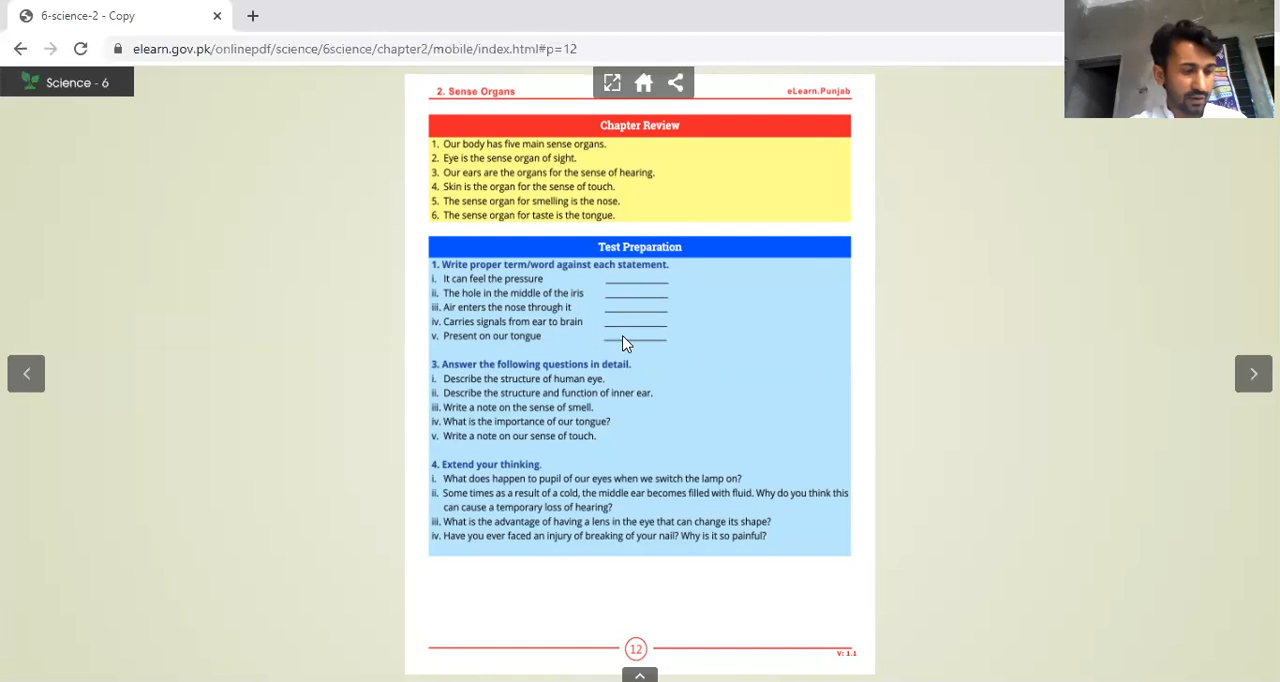 6-science-2 - Copy
elearn.gov.pk/onlinepdf/science/6science/chapter2/mobile/index.html#p=12
Science - 6
2. Sense Organs
eLearn.Punjab
Chapter Review
1. Our body has five main sense organs.
2. Eye is the sense organ of sight.
3. Our ears are the organs for the sense of hearing.
4. Skin is the organ for the sense of touch.
5. The sense organ for smelling is the nose.
6. The sense organ for taste is the tongue.
Test Preparation
1. Write proper term/word against each statement.
i. It can feel the pressure
ii. The hole in the middle of the iris
iii. Air enters the nose through it
iv. Carries signals from ear to brain
v. Present on our tongue
3. Answer the following questions in detail.
i. Describe the structure of human eye.
ii. Describe the structure and function of inner ear.
iii. Write a note on the sense of smell.
iv. What is the importance of our tongue?
v. Write a note on our sense of touch.
4. Extend your thinking.
i. What does happen to pupil of our eyes when we switch the lamp on?
ii. Some times as a result of a cold, the middle ear becomes filled with fluid. Why do you think this
can cause a temporary loss of hearing?
iii. What is the advantage of having a lens in the eye that can change its shape?
iv. Have you ever faced an injury of breaking of your nail? Why is it so painful?
12
V: 1.1